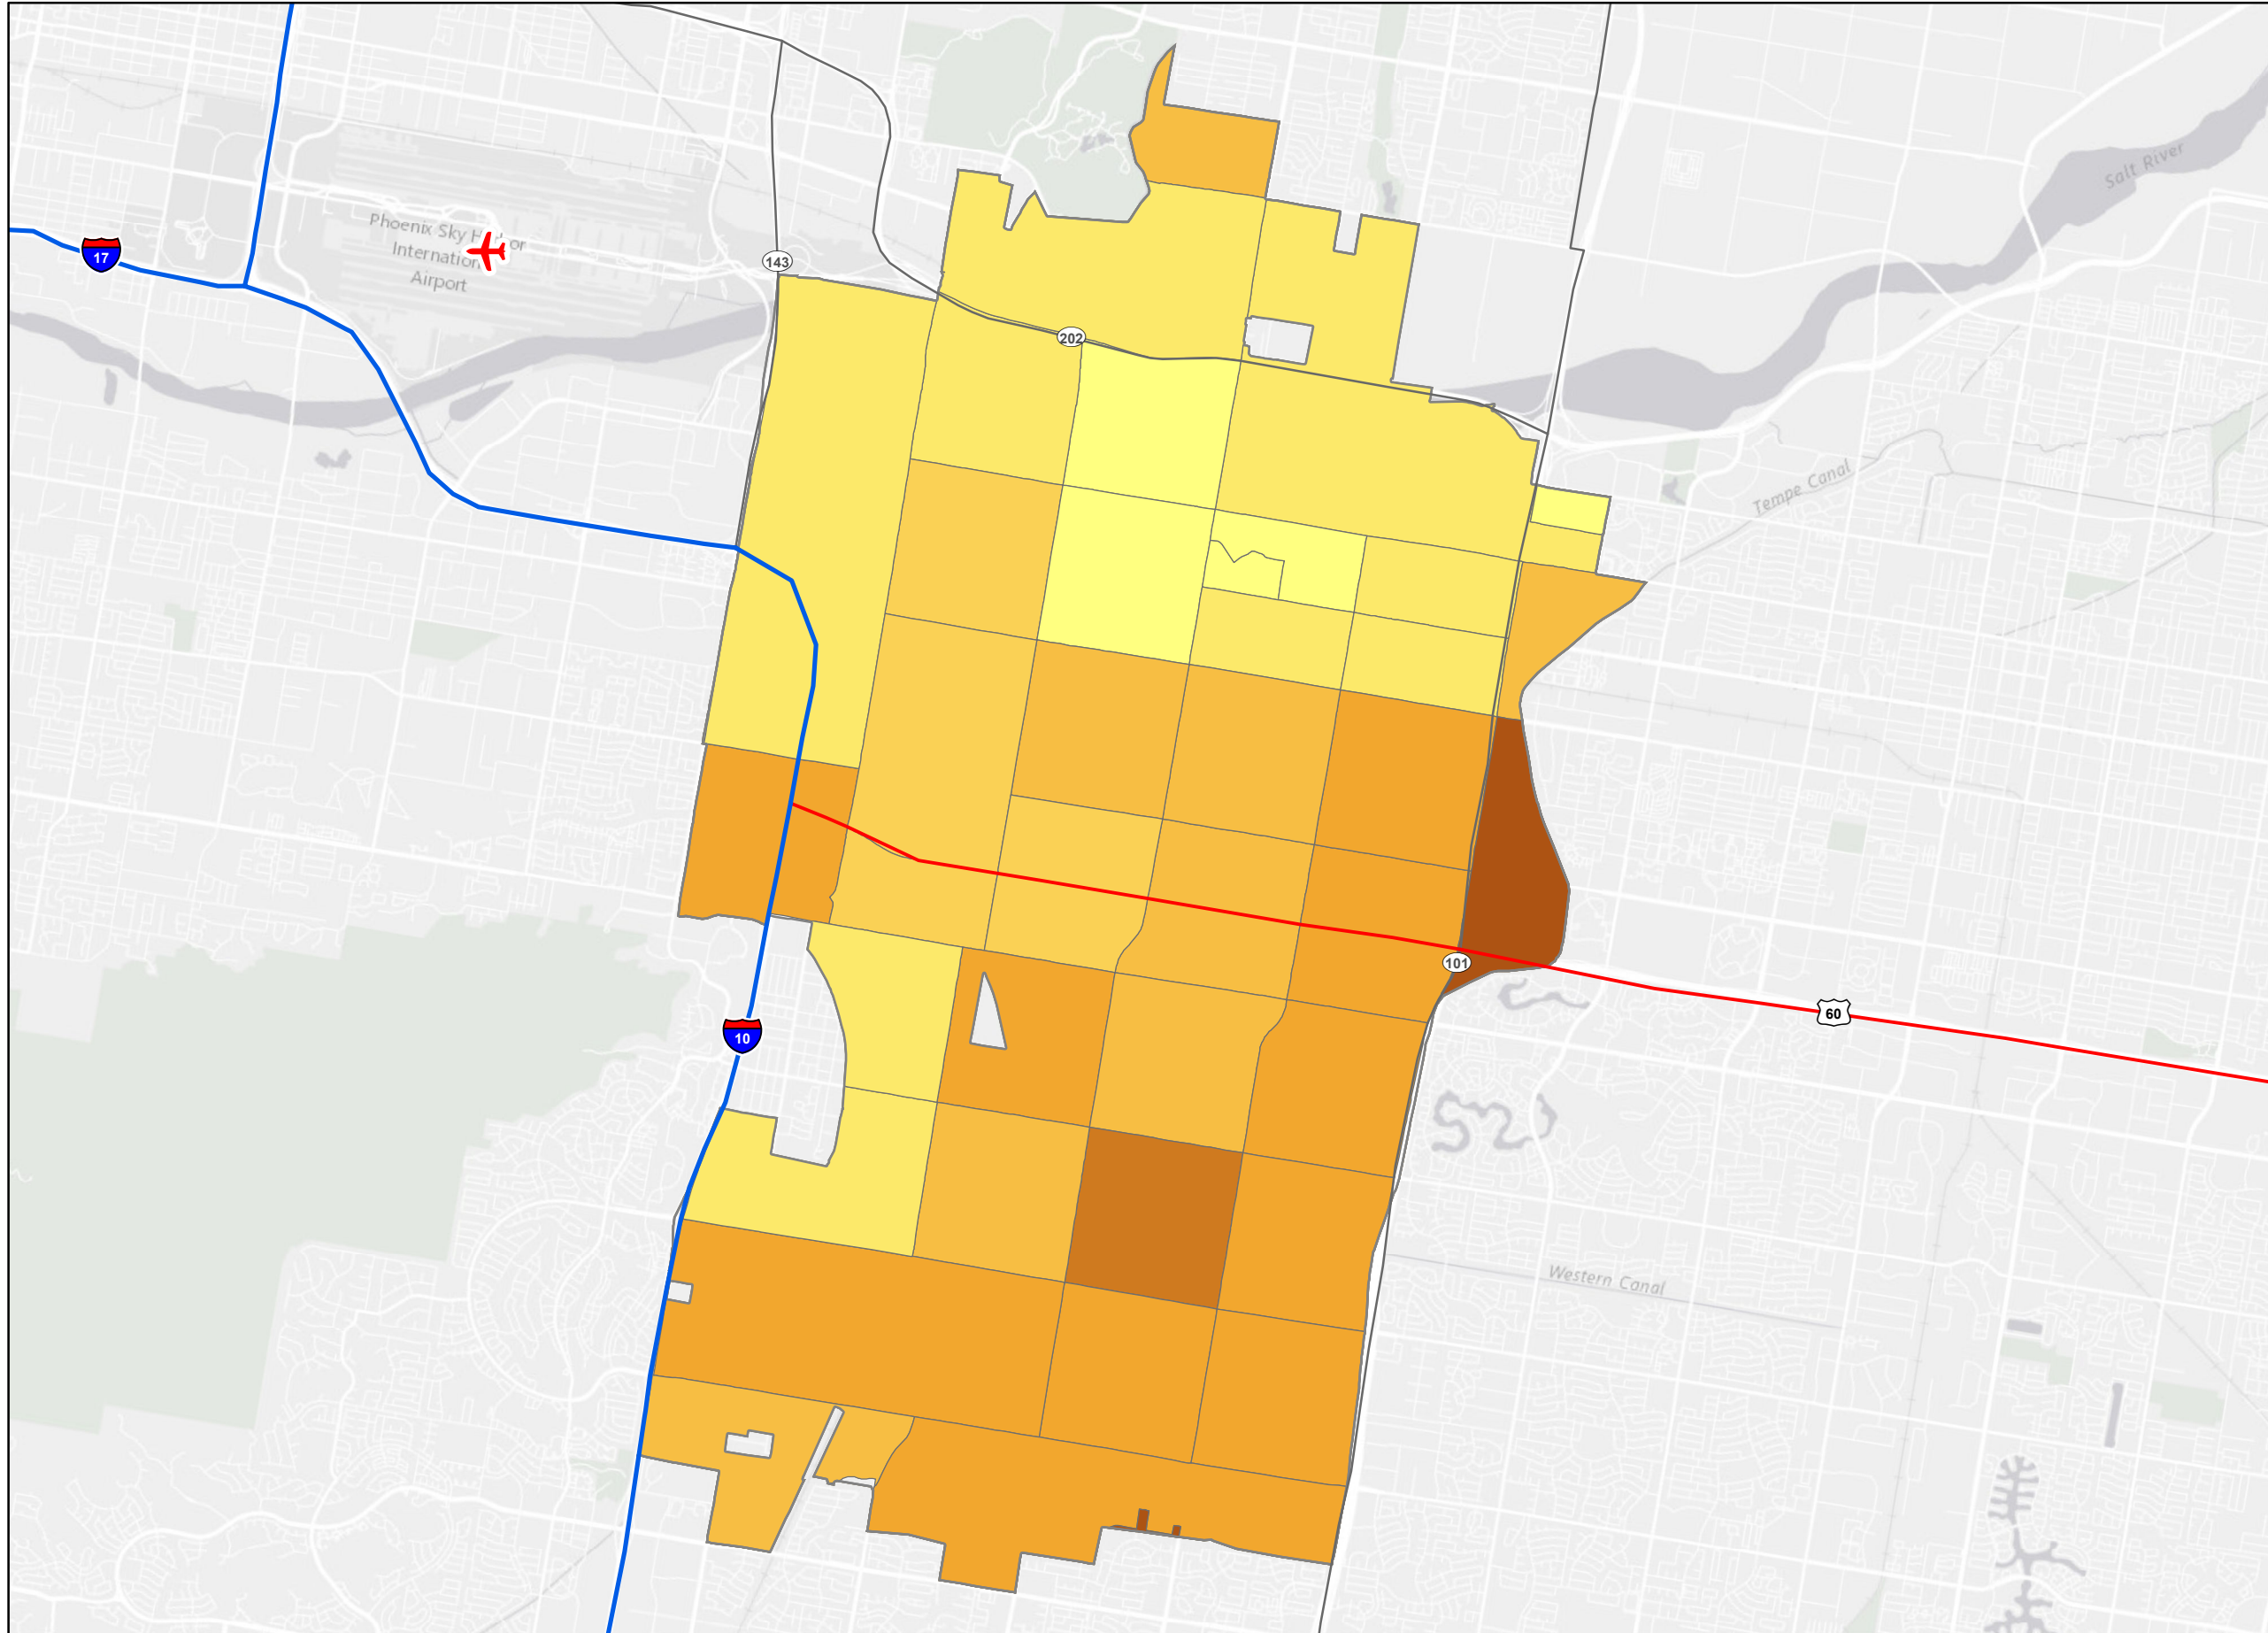 Salt River
Phoenix Sky Harbor
International
Airport
17
143
202
Tempe Canal
101
60
10
Western Canal